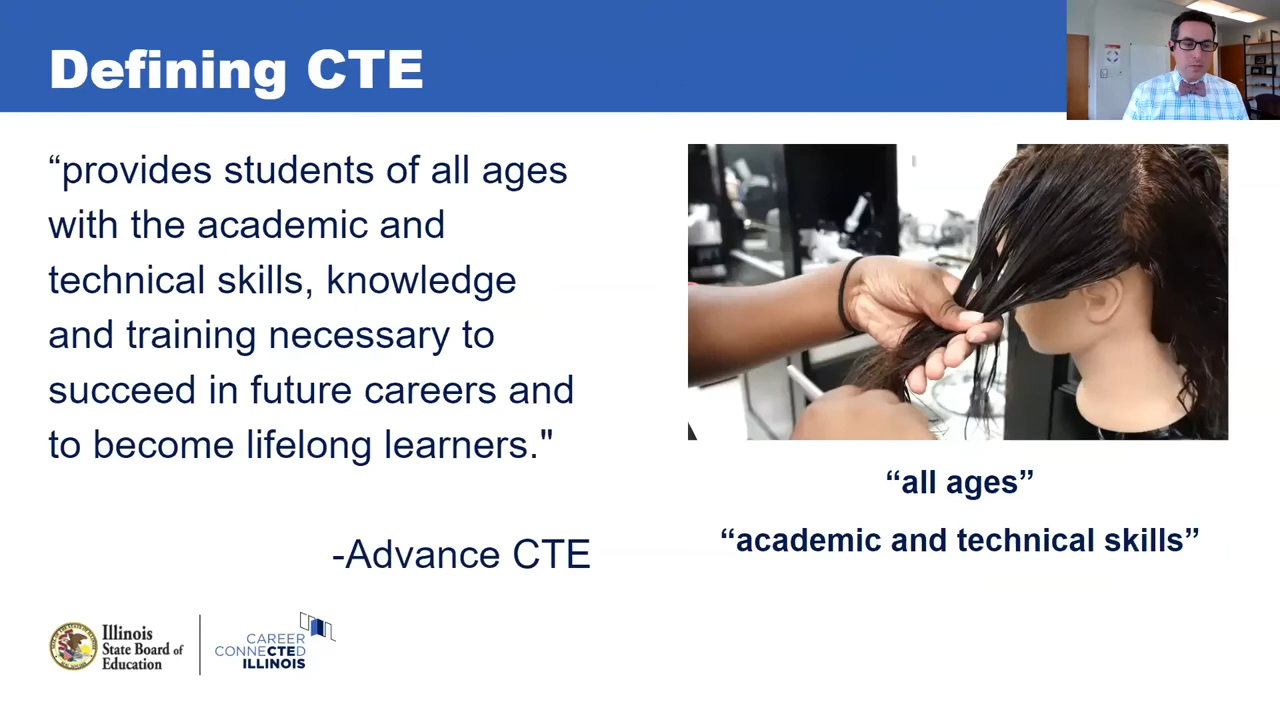 Defining CTE
“provides students of all ages
with the academic and
technical skills, knowledge
and training necessary to
succeed in future careers and
to become lifelong learners."
-Advance CTE
“all ages”
“academic and technical skills”
Illinois
State Board of
Education
CAREER
CONNECTED
ILLINOIS